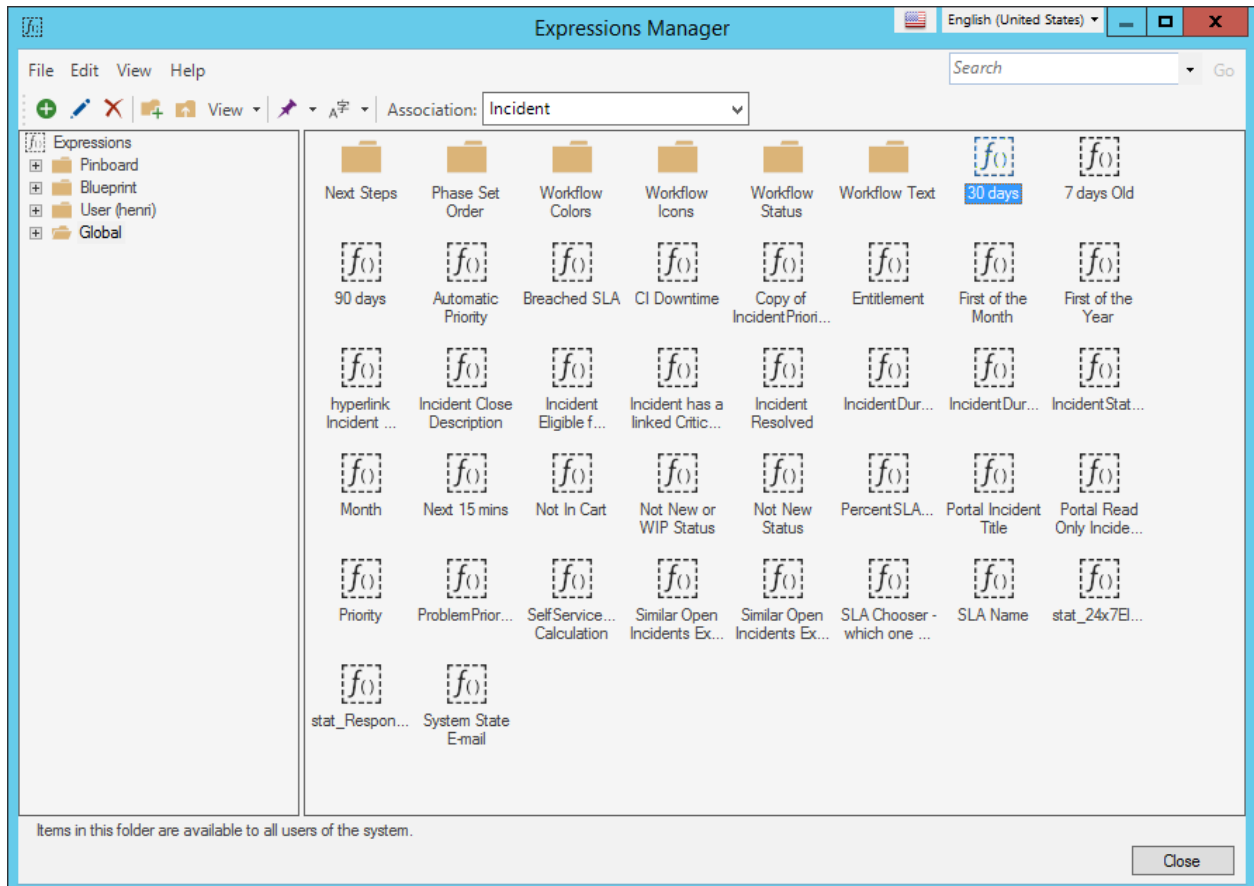 Expressions Manager
English (United States)
File Edit View Help
Search
Go
View
Association: Incident
Expressions
Pinboard
Blueprint
User (henri)
Global
Next Steps
Phase Set
Order
Workflow
Colors
Workflow
Icons
Workflow
Status
Workflow Text
30 days
7 days Old
90 days
Automatic
Priority
Breached SLA
CI Downtime
Copy of
IncidentPriori...
Entitlement
First of the
Month
First of the
Year
hyperlink
Incident ...
Incident Close
Description
Incident
Eligible f...
Incident has a
linked Critic...
Incident
Resolved
IncidentDur...
IncidentDur...
IncidentStat...
Month
Next 15 mins
Not In Cart
Not New or
WIP Status
Not New
Status
PercentSLA...
Portal Incident
Title
Portal Read
Only Incide...
Priority
ProblemPrior...
SelfService...
Calculation
Similar Open
Incidents Ex...
Similar Open
Incidents Ex...
SLA Chooser -
which one ...
SLA Name
stat_24x7El...
stat_Respon...
System State
E-mail
Items in this folder are available to all users of the system.
Close